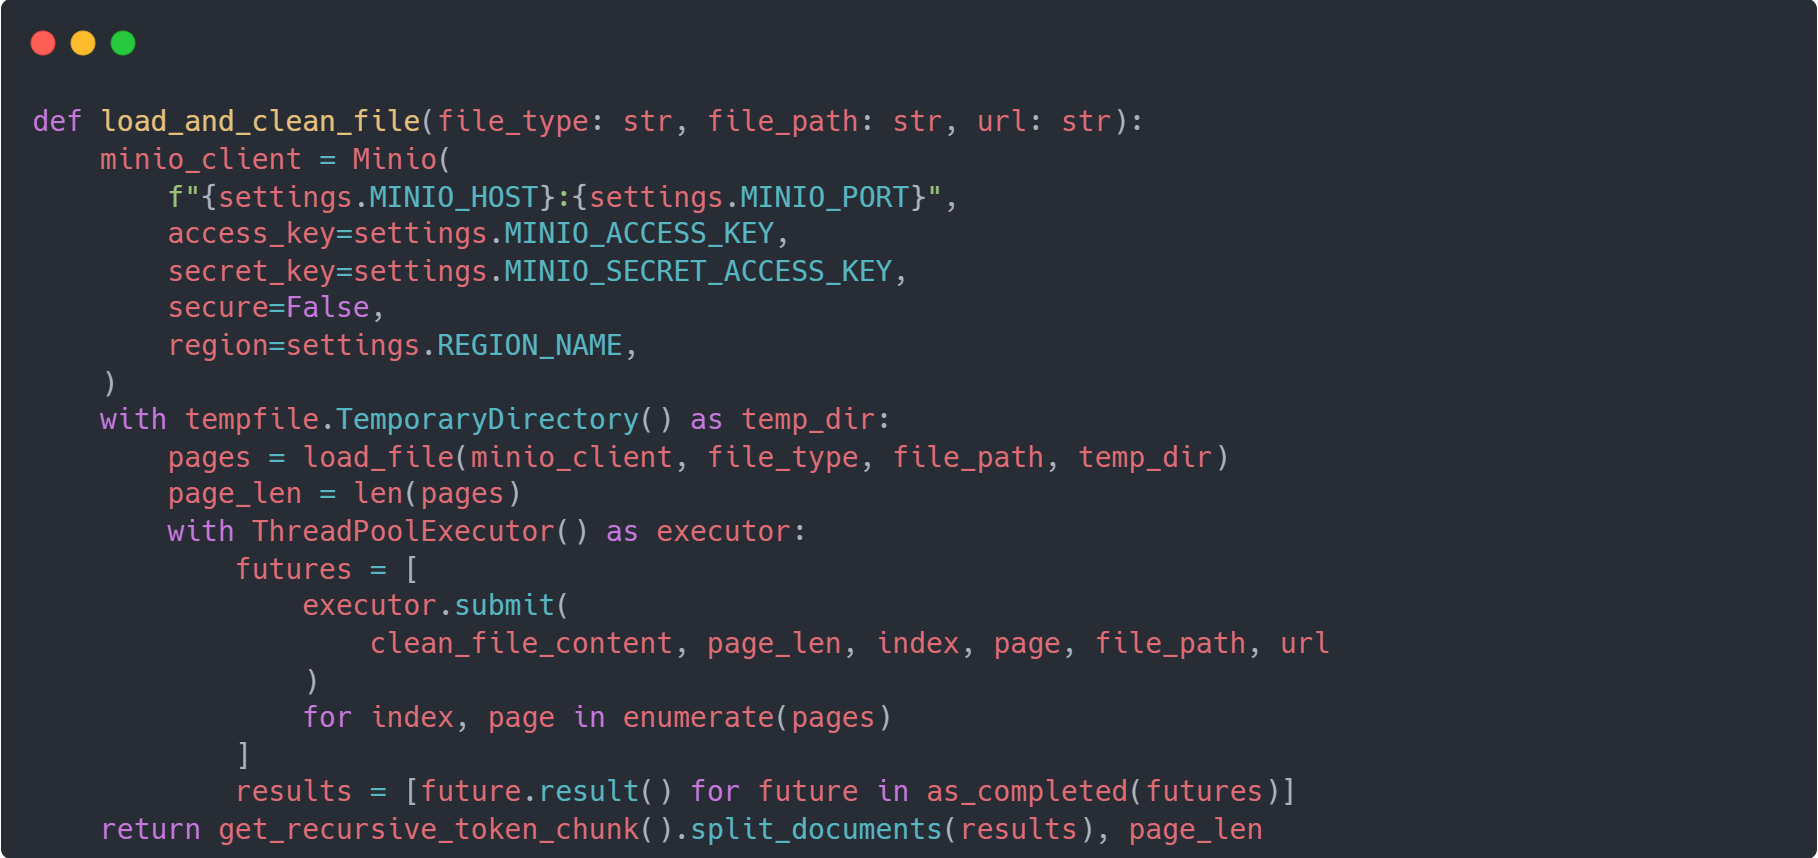 def load_and_clean_file(file_type: str, file_path: str, url: str):
    minio_client = Minio(
        f"{settings.MINIO_HOST}:{settings.MINIO_PORT}",
        access_key=settings.MINIO_ACCESS_KEY,
        secret_key=settings.MINIO_SECRET_ACCESS_KEY,
        secure=False,
        region=settings.REGION_NAME,
    )
    with tempfile.TemporaryDirectory() as temp_dir:
        pages = load_file(minio_client, file_type, file_path, temp_dir)
        page_len = len(pages)
        with ThreadPoolExecutor() as executor:
            futures = [
                executor.submit(
                    clean_file_content, page_len, index, page, file_path, url
                )
                for index, page in enumerate(pages)
            ]
            results = [future.result() for future in as_completed(futures)]
    return get_recursive_token_chunk().split_documents(results), page_len